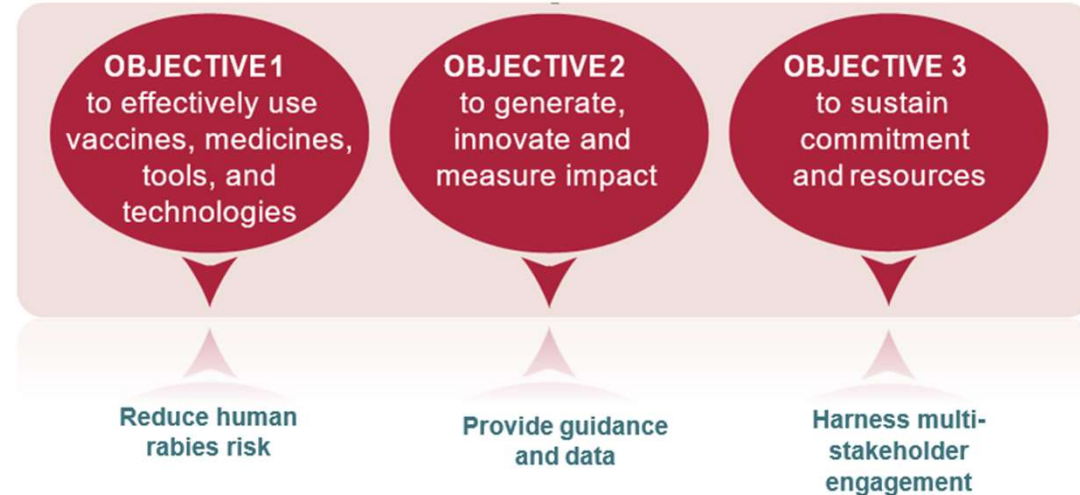 OBJECTIVE 1
to effectively use
vaccines, medicines,
tools, and
technologies
OBJECTIVE 2
to generate,
innovate and
measure impact
OBJECTIVE 3
to sustain
commitment
and resources
Reduce human
rabies risk
Provide guidance
and data
Harness multi-
stakeholder
engagement